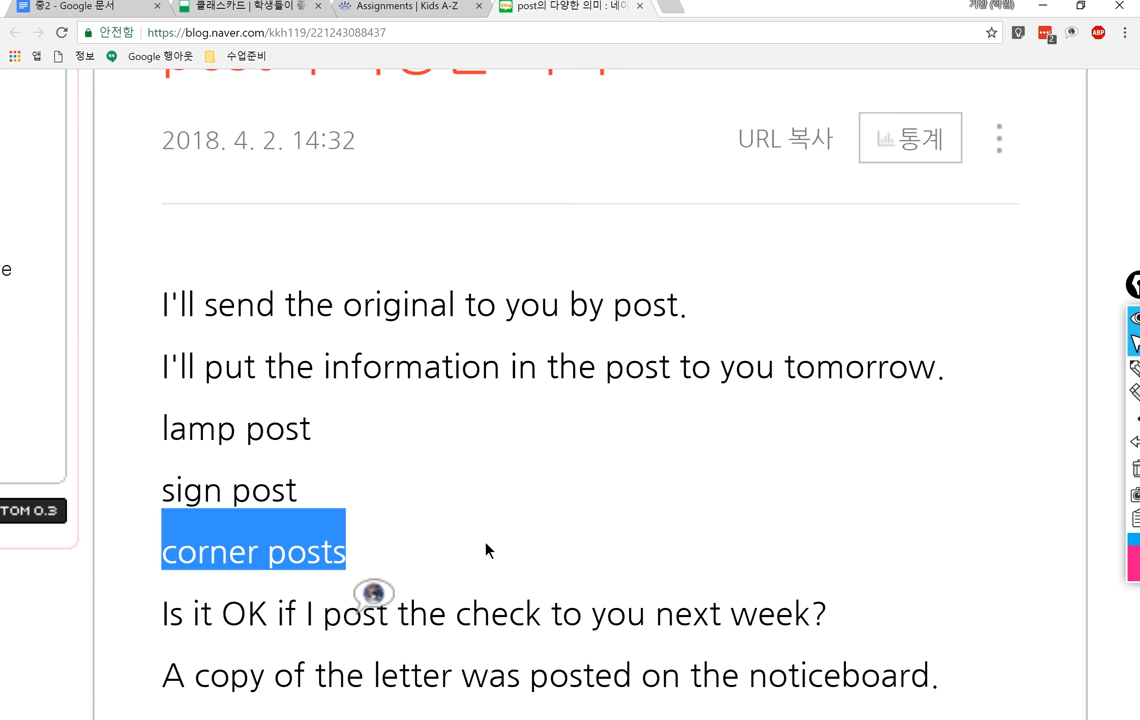 중2 - Google 문서
클래스카드 | 학생들이 좋
Assignments | Kids A-Z
post의 다양한 의미 : 네이
안전함 https://blog.naver.com/kkh119/221243088437
2
ABP
앱 정보 Google 행아웃 수업준비
2018. 4. 2. 14:32
URL 복사 통계
I'll send the original to you by post.
I'll put the information in the post to you tomorrow.
lamp post
sign post
TOM 0.3
corner posts
Is it OK if I post the check to you next week?
A copy of the letter was posted on the noticeboard.